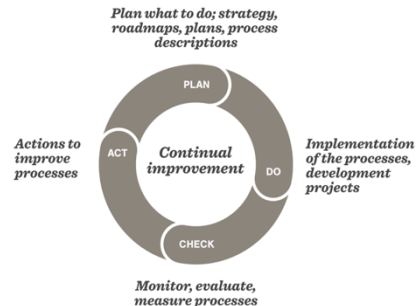 Plan what to do; strategy,
roadmaps, plans, process
descriptions
PLAN
Actions to
improve
processes
ACT
Continual
improvement
DO
Implementation
of the processes,
development
projects
CHECK
Monitor, evaluate,
measure processes